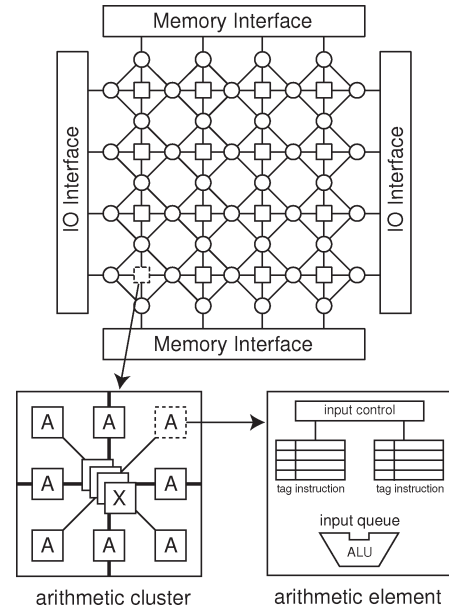 Memory Interface
IO Interface
IO Interface
Memory Interface
A
A
A
A
X
A
A
A
A
arithmetic cluster
input control
tag instruction
tag instruction
input queue
ALU
arithmetic element